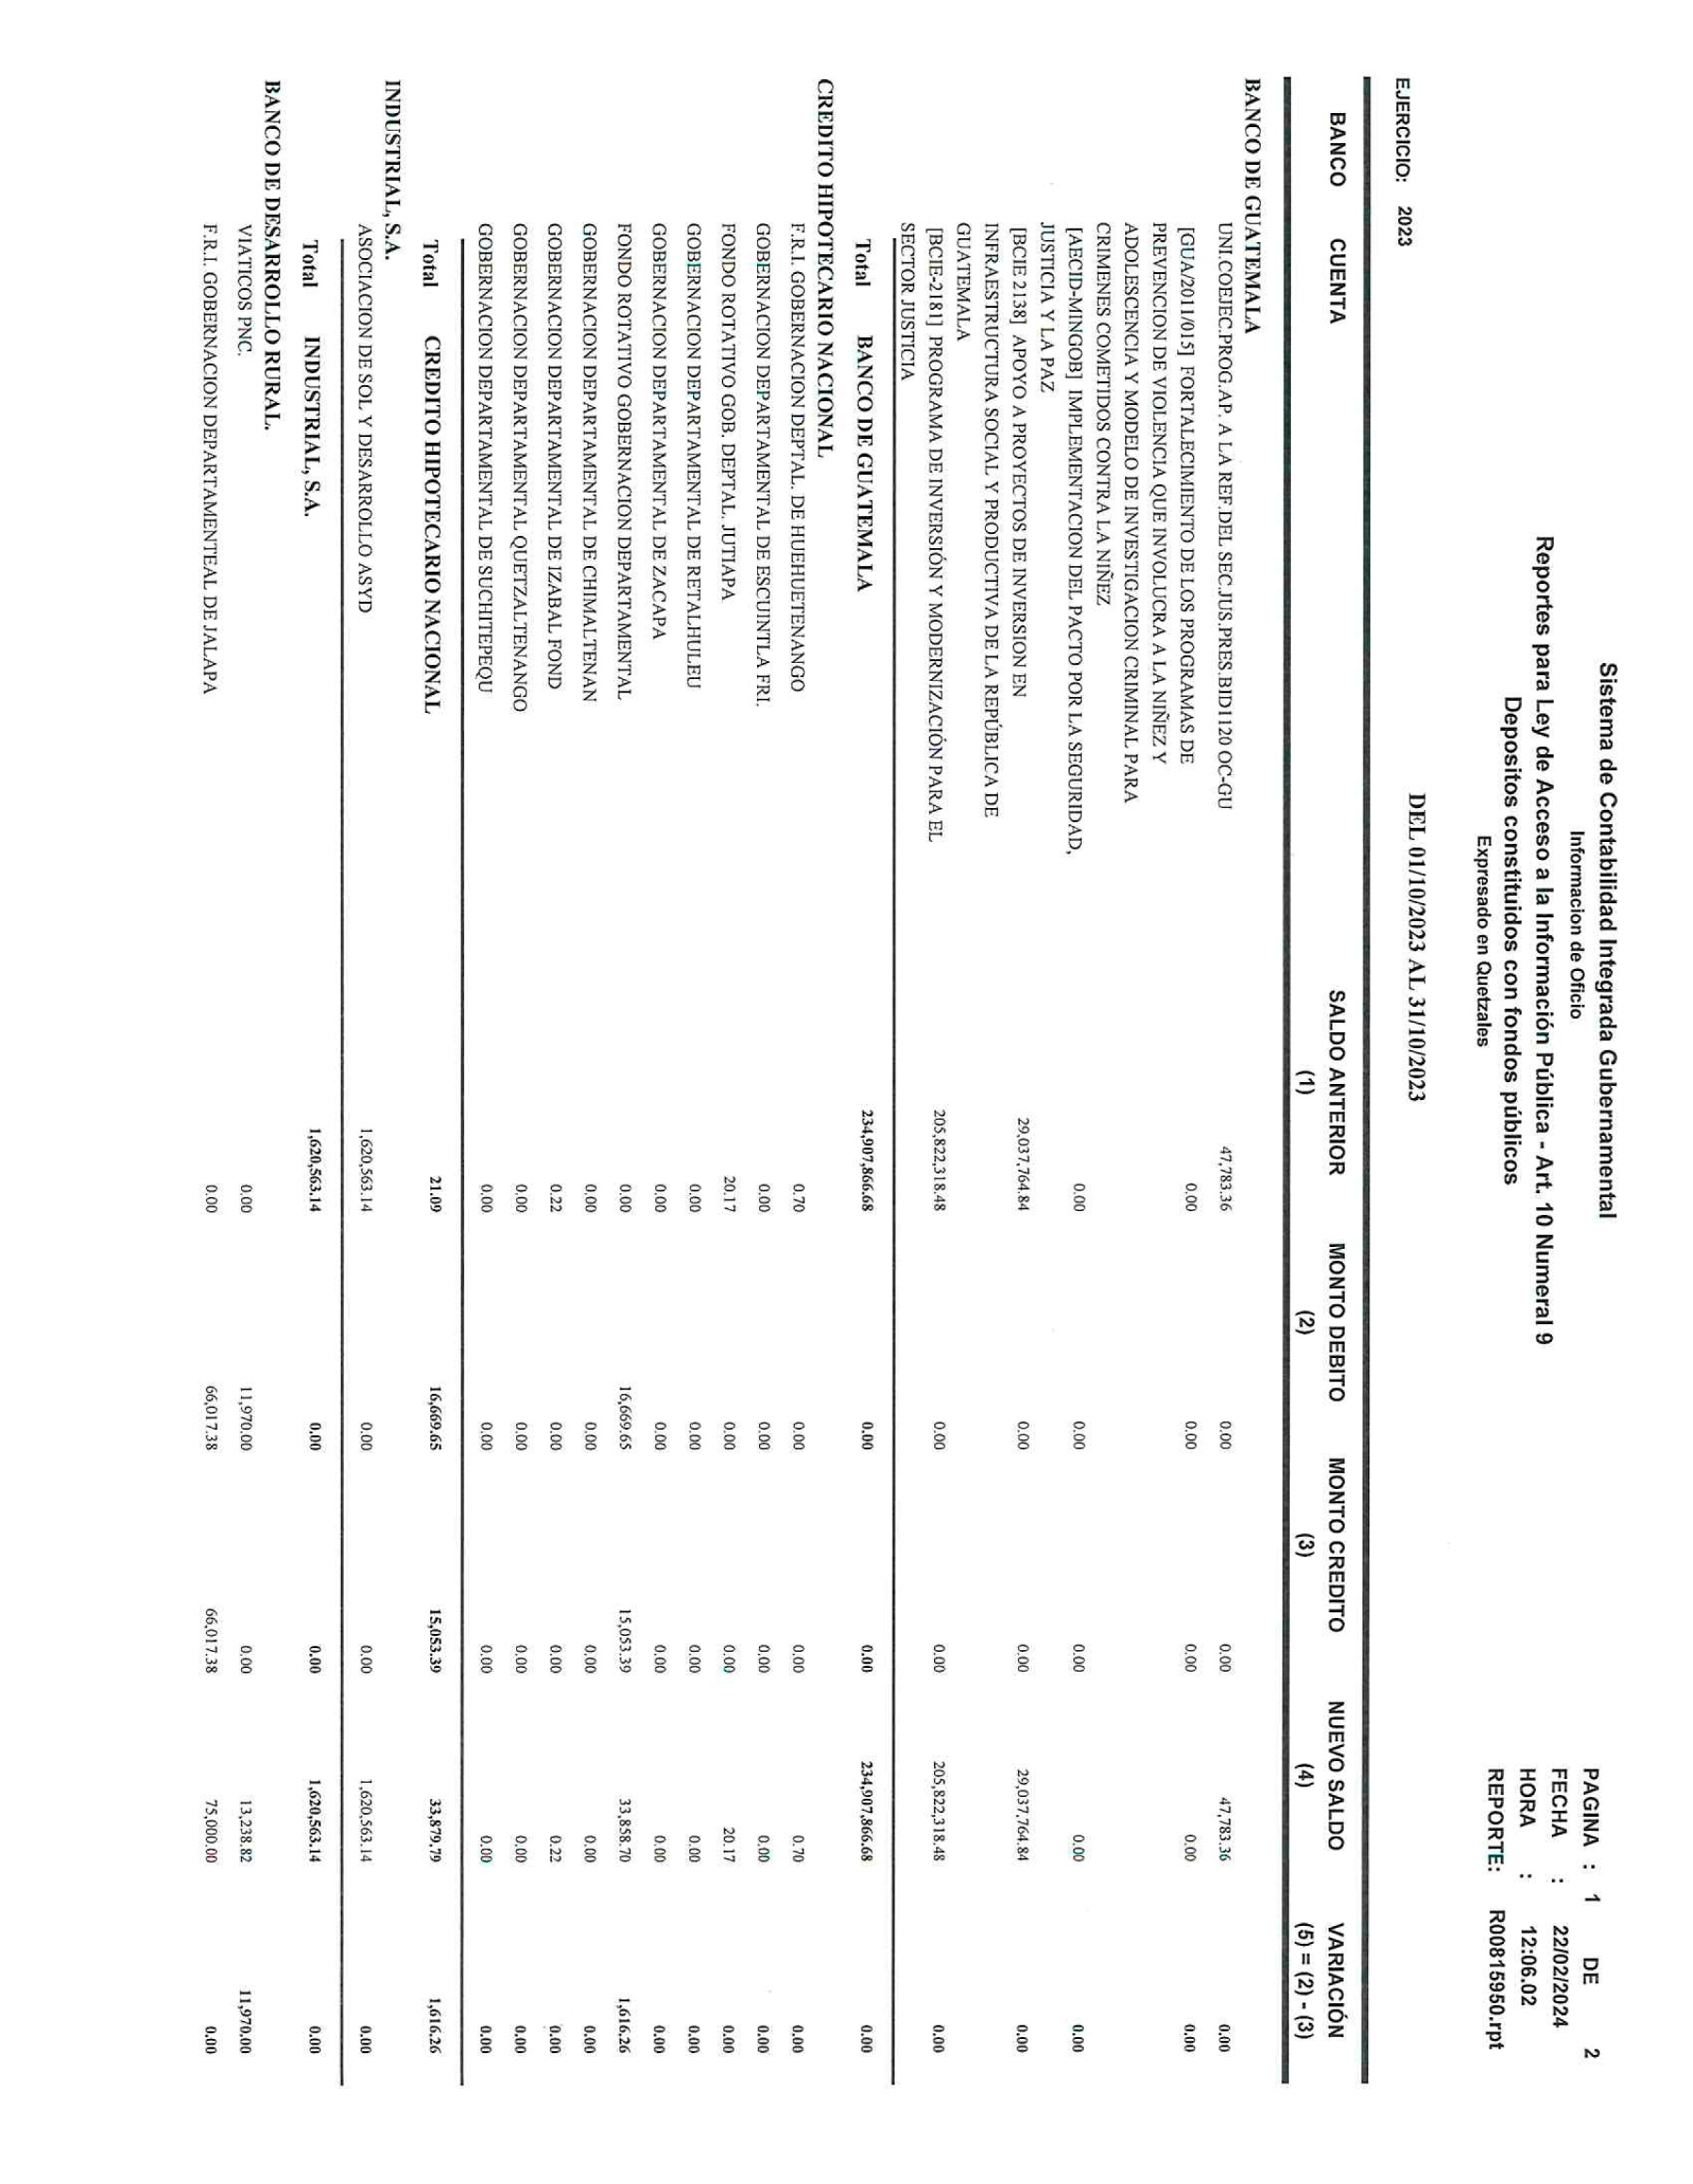 Sistema de Contabilidad Integrada Gubernamental
Informacion de Oficio
Reportes para Ley de Acceso a la Información Pública - Art. 10 Numeral 9
Depositos constituidos con fondos públicos
Expresado en Quetzales
PAGINA : 1 DE 2
FECHA : 22/02/2024
HORA : 12:06.02
REPORTE: R00815950.rpt
DEL 01/10/2023 AL 31/10/2023
EJERCICIO: 2023
BANCO CUENTA SALDO ANTERIOR MONTO DEBITO MONTO CREDITO NUEVO SALDO VARIACIÓN
(1) (2) (3) (4) (5) = (2) - (3)
BANCO DE GUATEMALA
UNI.COEJEC.PROG.AP. A LA REF.DEL SEC.JUS.PRES.BID1120 OC-GU 47,783.36 0.00 0.00 47,783.36 0.00
[GUA/2011/015] FORTALECIMIENTO DE LOS PROGRAMAS DE 0.00 0.00 0.00 0.00 0.00
PREVENCION DE VIOLENCIA QUE INVOLUCRA A LA NIÑEZ Y
ADOLESCENCIA Y MODELO DE INVESTIGACION CRIMINAL PARA
CRIMENES COMETIDOS CONTRA LA NIÑEZ
[AECID-MINGOB] IMPLEMENTACION DEL PACTO POR LA SEGURIDAD, 0.00 0.00 0.00 0.00 0.00
JUSTICIA Y LA PAZ
[BCIE 2138] APOYO A PROYECTOS DE INVERSION EN 29,037,764.84 0.00 0.00 29,037,764.84 0.00
INFRAESTRUCTURA SOCIAL Y PRODUCTIVA DE LA REPÚBLICA DE
GUATEMALA
[BCIE-2181] PROGRAMA DE INVERSIÓN Y MODERNIZACIÓN PARA EL 205,822,318.48 0.00 0.00 205,822,318.48 0.00
SECTOR JUSTICIA
Total BANCO DE GUATEMALA 234,907,866.68 0.00 0.00 234,907,866.68 0.00
CREDITO HIPOTECARIO NACIONAL
F.R.I. GOBERNACION DEPTAL. DE HUEHUETENANGO 0.70 0.00 0.00 0.70 0.00
GOBERNACION DEPARTAMENTAL DE ESCUINTLA FRI. 0.00 0.00 0.00 0.00 0.00
FONDO ROTATIVO GOB. DEPTAL. JUTIAPA 20.17 0.00 0.00 20.17 0.00
GOBERNACION DEPARTAMENTAL DE RETALHULEU 0.00 0.00 0.00 0.00 0.00
GOBERNACION DEPARTAMENTAL DE ZACAPA 0.00 0.00 0.00 0.00 0.00
FONDO ROTATIVO GOBERNACION DEPARTAMENTAL 0.00 16,669.65 15,053.39 33,858.70 1,616.26
GOBERNACION DEPARTAMENTAL DE CHIMALTENAN 0.00 0.00 0.00 0.00 0.00
GOBERNACION DEPARTAMENTAL DE IZABAL FOND 0.22 0.00 0.00 0.22 0.00
GOBERNACION DEPARTAMENTAL QUETZALTENANGO 0.00 0.00 0.00 0.00 0.00
GOBERNACION DEPARTAMENTAL DE SUCHITEPEQU 0.00 0.00 0.00 0.00 0.00
Total CREDITO HIPOTECARIO NACIONAL 21.09 16,669.65 15,053.39 33,879.79 1,616.26
INDUSTRIAL, S.A.
ASOCIACION DE SOL Y DESARROLLO ASYD 1,620,563.14 0.00 0.00 1,620,563.14 0.00
Total INDUSTRIAL, S.A. 1,620,563.14 0.00 0.00 1,620,563.14 0.00
BANCO DE DESARROLLO RURAL.
VIATICOS PNC. 0.00 11,970.00 0.00 13,238.82 11,970.00
F.R.I. GOBERNACION DEPARTAMENTEAL DE JALAPA 0.00 66,017.38 66,017.38 75,000.00 0.00